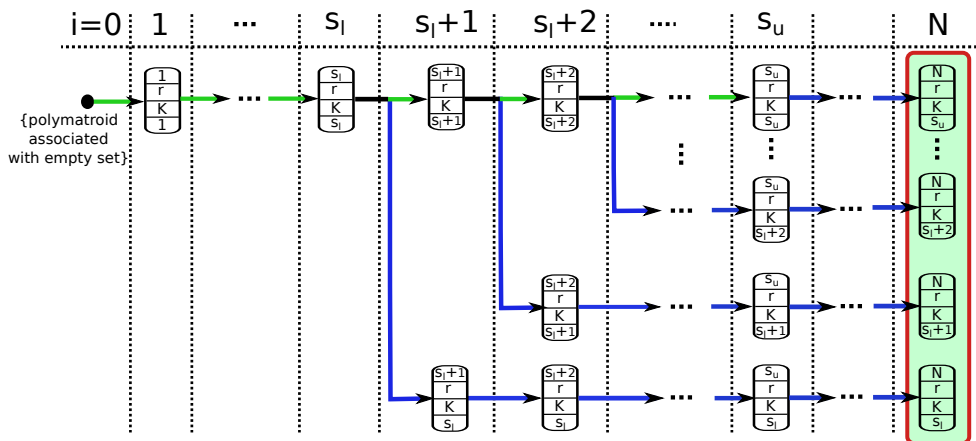 i=0 1 ... s_l s_l+1 s_l+2 .... s_u N
1 s_l s_l+1 s_l+2 s_u N
r r r r r r
K ... K K K ... K ... K
1 s_l s_l+1 s_l+2 s_u s_u
{polymatroid
associated
with empty set}
... ... ...
s_u N
r r
... K ... K
s_l+2 s_l+2
s_l+2 s_u N
r r r
K ... K ... K
s_l+1 s_l+1 s_l+1
s_l+1 s_l+2 s_u N
r r r r
K K ... K ... K
s_l s_l s_l s_l